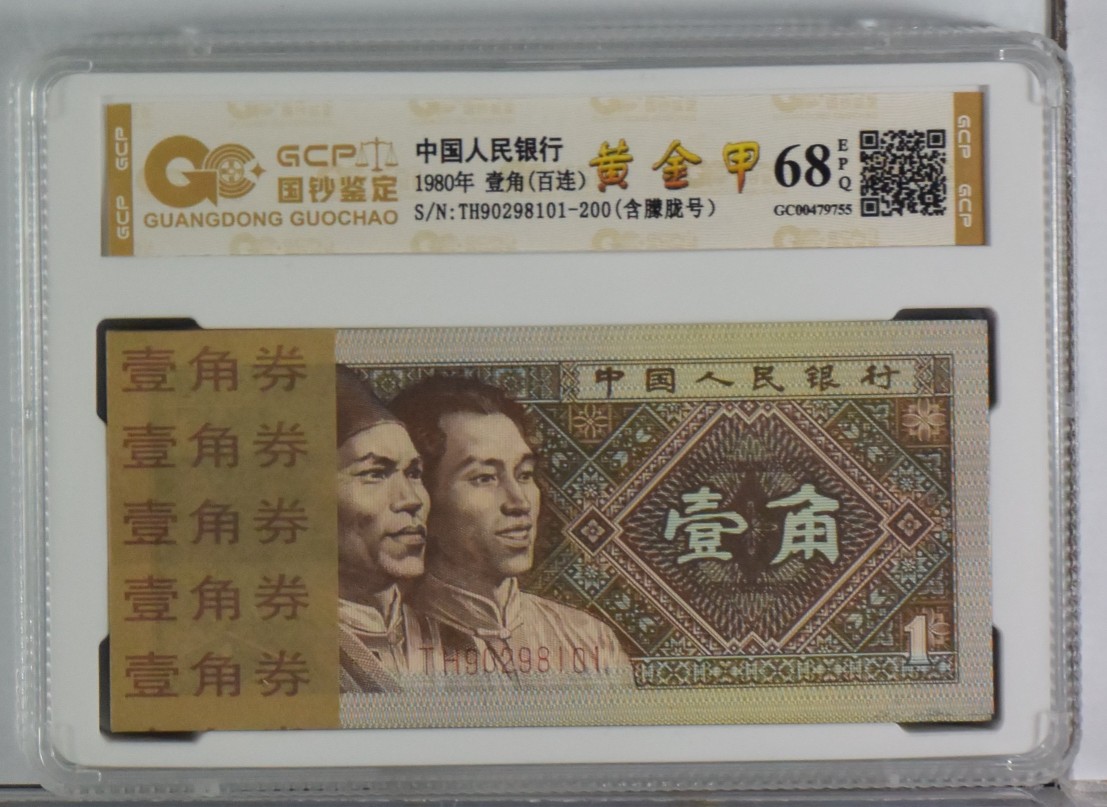 GCP
GCP
GCP
国钞鉴定
GUANGDONG GUOCHAO
中国人民银行
1980年 壹角(百连)
S/N:TH90298101-200(含朦胧号)
黄金甲
68
EPQ
GC00479755
GCP
GCP
壹角券
壹角券
壹角券
壹角券
壹角券
中国人民银行
壹角
1
TH90298101